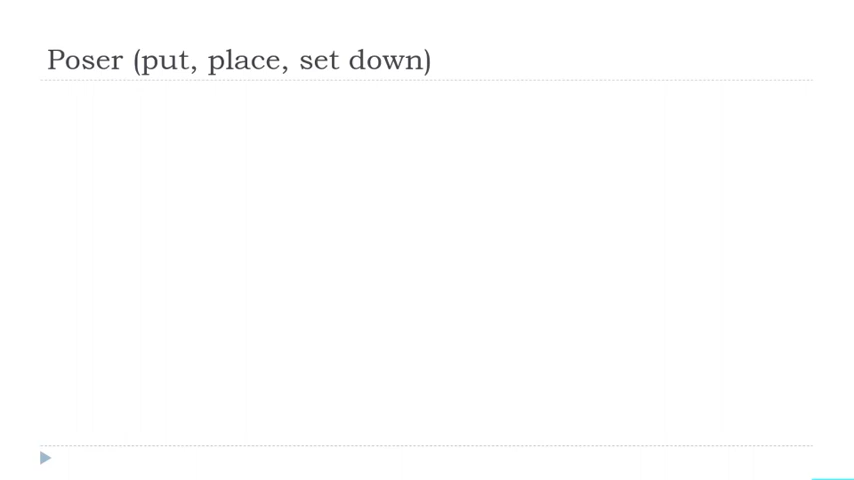 Poser (put, place, set down)